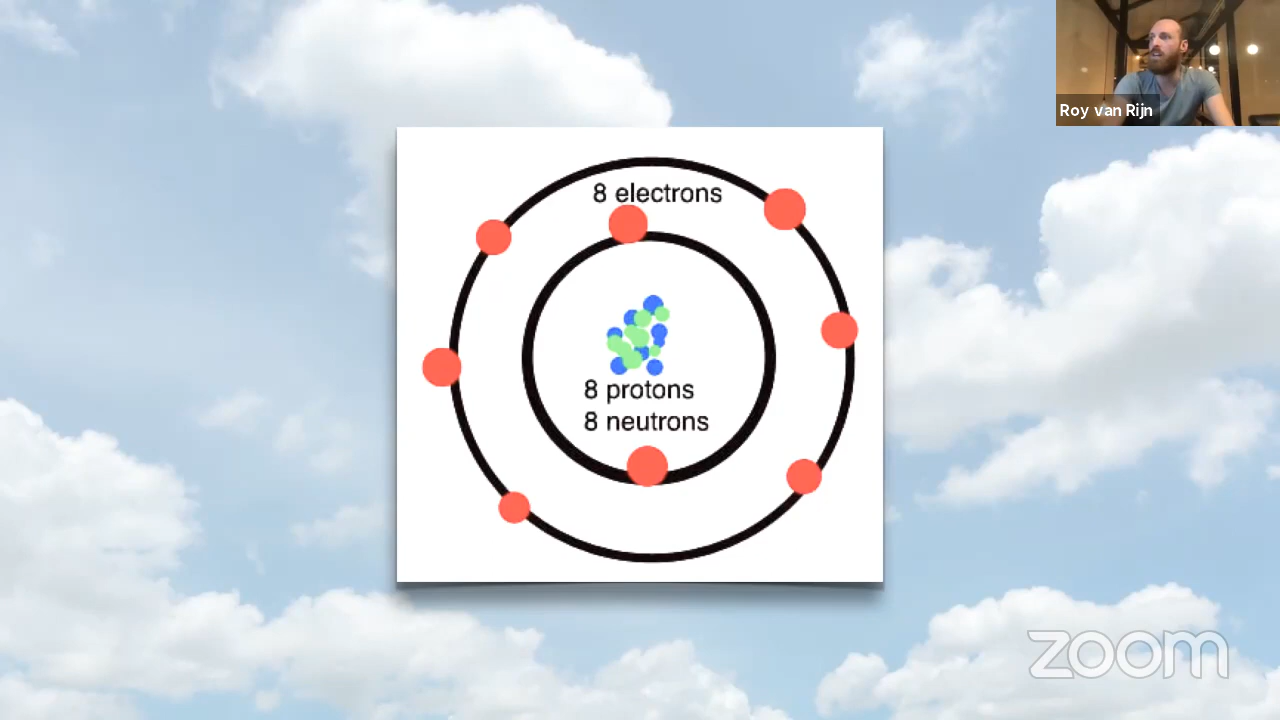 Roy van Rijn
8 electrons
8 protons
8 neutrons
zoom